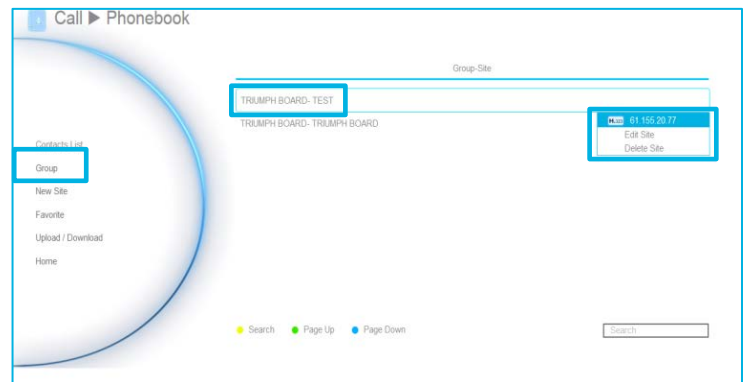 Call ▶ Phonebook
Group-Site
TRIUMPH BOARD- TEST
TRIUMPH BOARD- TRIUMPH BOARD
H.323 61.155.20.77
Edit Site
Delete Site
Contacts List
Group
New Site
Favorite
Upload / Download
Home
Search
Page Up
Page Down
Search